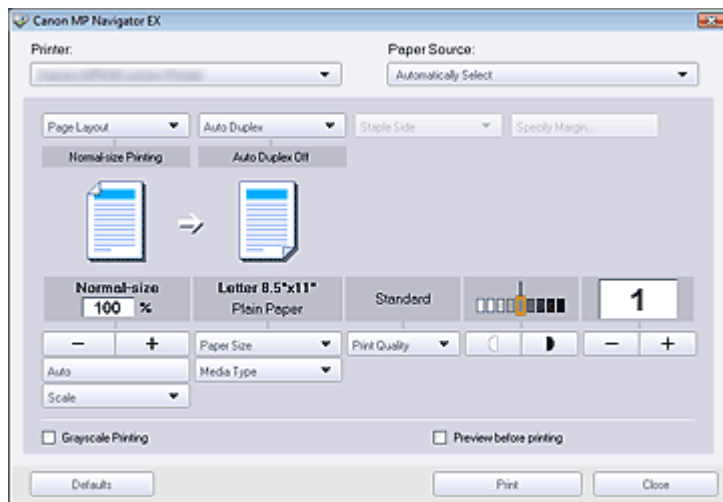 Canon MP Navigator EX
Printer:
Paper Source:
Automatically Select
Page Layout
Auto Duplex
Staple Side
Specify Margin...
Normal-size Printing
Auto Duplex Off
Normal-size
100 %
Letter 8.5"x11"
Plain Paper
Standard
1
- +
Paper Size
Print Quality
- +
Auto
Media Type
Scale
Grayscale Printing
Preview before printing
Defaults
Print
Close